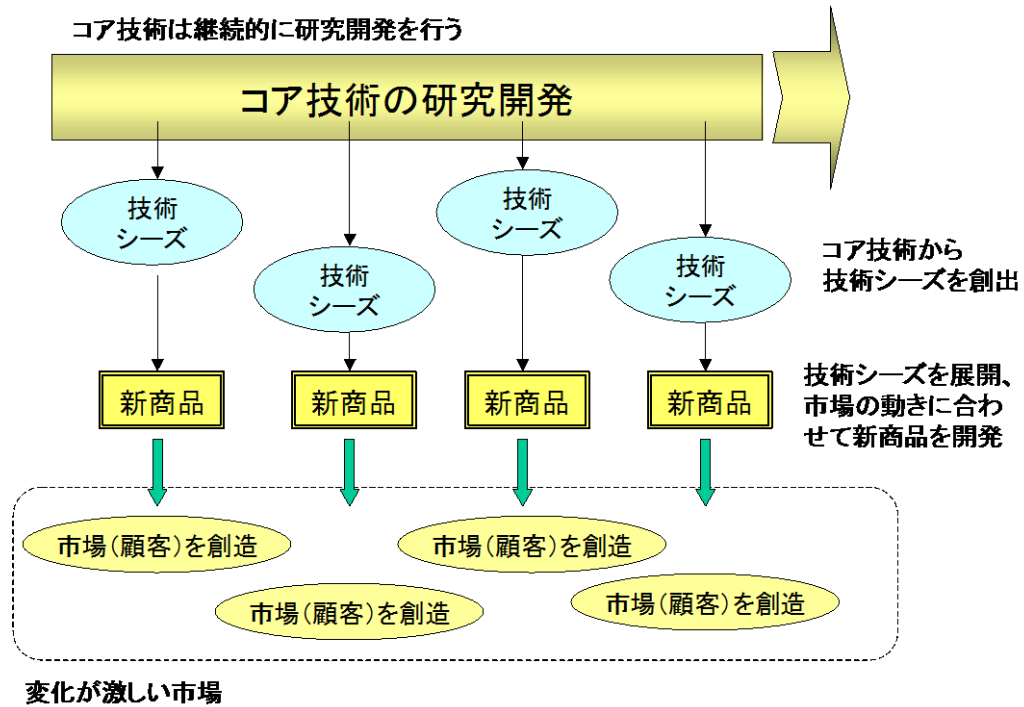 コア技術は継続的に研究開発を行う
コア技術の研究開発
技術
シーズ
技術
シーズ
技術
シーズ
技術
シーズ
コア技術から
技術シーズを創出
新商品
新商品
新商品
新商品
技術シーズを展開、
市場の動きに合わ
せて新商品を開発
市場(顧客)を創造
市場(顧客)を創造
市場(顧客)を創造
市場(顧客)を創造
変化が激しい市場